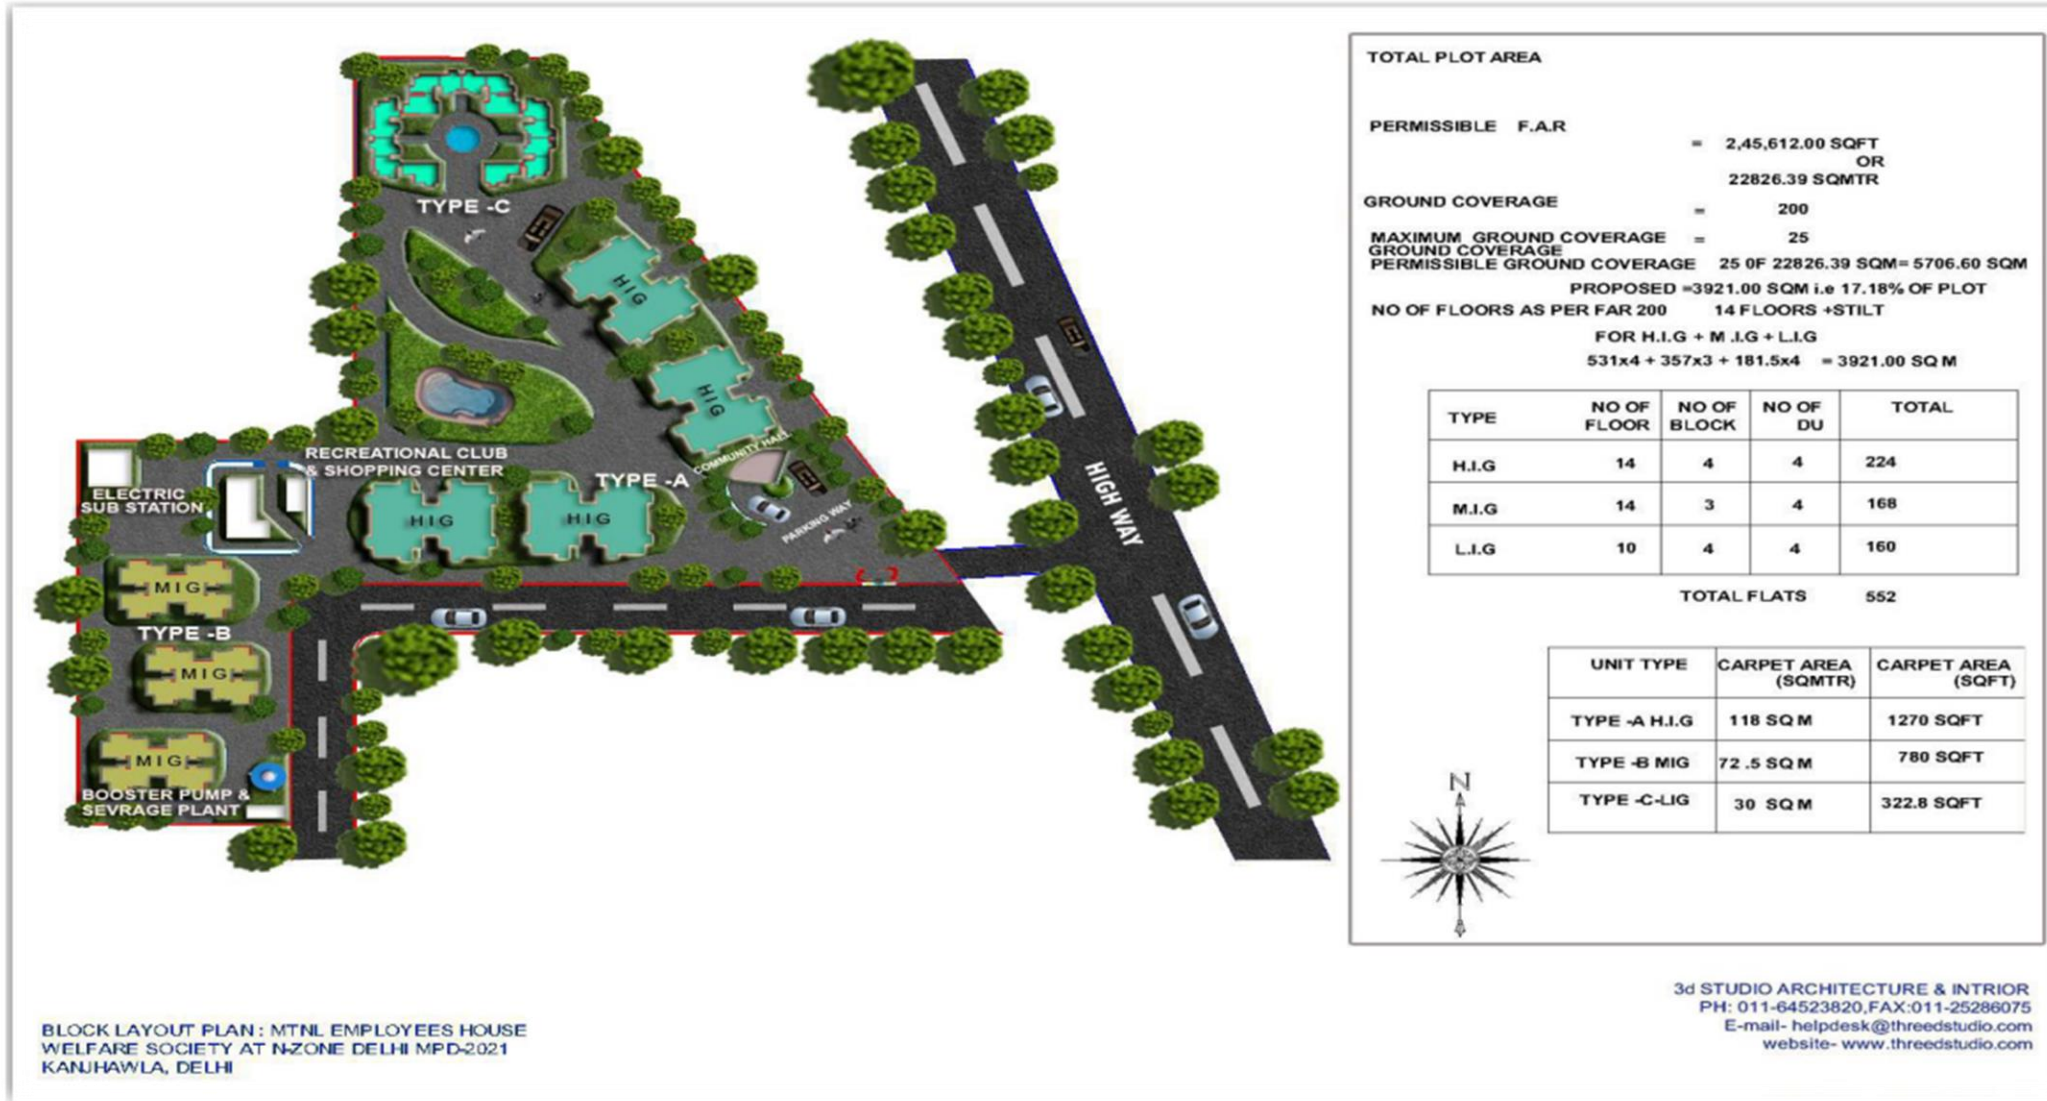 TYPE -C
HIG
HIG
COMMUNITY HALL
RECREATIONAL CLUB
& SHOPPING CENTER
TYPE -A
ELECTRIC
SUB STATION
HIG
HIG
PARKING WAY
HIGH WAY
MIG
TYPE -B
MIG
MIG
BOOSTER PUMP &
SEVRAGE PLANT
TOTAL PLOT AREA
PERMISSIBLE F.A.R
= 2,45,612.00 SQFT
OR
22826.39 SQMTR
GROUND COVERAGE
= 200
MAXIMUM GROUND COVERAGE = 25
GROUND COVERAGE
PERMISSIBLE GROUND COVERAGE 25 0F 22826.39 SQM= 5706.60 SQM
PROPOSED =3921.00 SQM i.e 17.18% OF PLOT
NO OF FLOORS AS PER FAR 200 14 FLOORS +STILT
FOR H.I.G + M .I.G + L.I.G
531x4 + 357x3 + 181.5x4 = 3921.00 SQ M
TYPE NO OF FLOOR NO OF BLOCK NO OF DU TOTAL
H.I.G 14 4 4 224
M.I.G 14 3 4 168
L.I.G 10 4 4 160
TOTAL FLATS 552
UNIT TYPE CARPET AREA (SQMTR) CARPET AREA (SQFT)
TYPE -A H.I.G 118 SQ M 1270 SQFT
TYPE -B MIG 72 .5 SQ M 780 SQFT
TYPE -C-LIG 30 SQ M 322.8 SQFT
N
3d STUDIO ARCHITECTURE & INTRIOR
PH: 011-64523820,FAX:011-25286075
E-mail- helpdesk@threedstudio.com
website- www.threedstudio.com
BLOCK LAYOUT PLAN : MTNL EMPLOYEES HOUSE
WELFARE SOCIETY AT N-ZONE DELHI MPD-2021
KANJHAWLA, DELHI